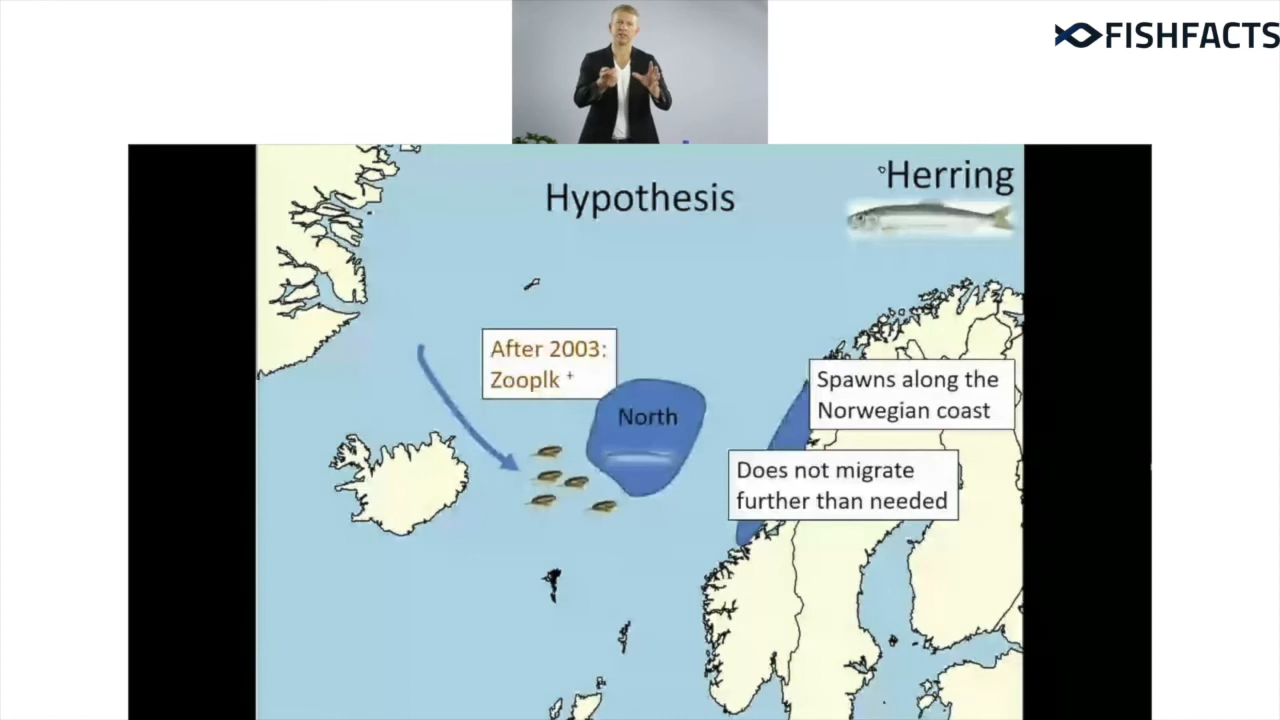 FISHFACTS
Hypothesis
Herring
After 2003:
Zooplk +
North
Spawns along the
Norwegian coast
Does not migrate
further than needed